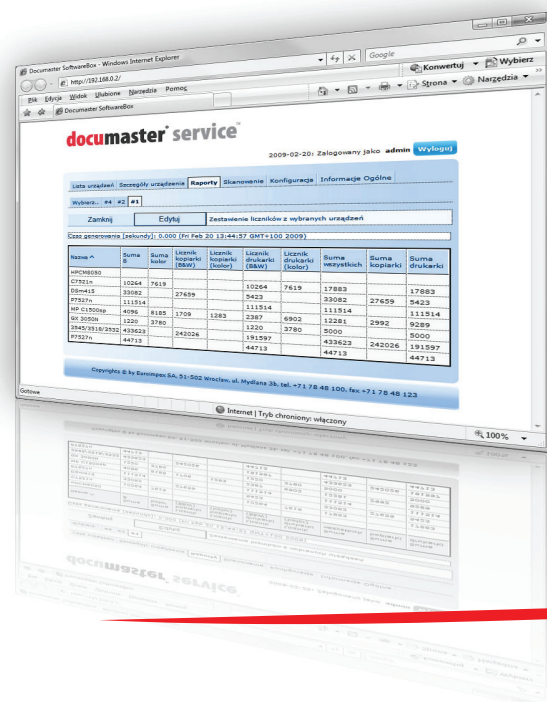 Documaster SoftwareBox - Windows Internet Explorer
http://192.168.0.2/
Google
Konwertuj Wybierz
Plik Edycja Widok Ulubione Narzędzia Pomoc
Documaster SoftwareBox
Strona Narzędzia
documaster service™
2009-02-20: Zalogowany jako admin Wyloguj
Lista urządzeń Szczegóły urządzenia Raporty Skanowanie Konfiguracja Informacje Ogólne
Wybierz.. #4 #2 #1
Zamknij Edytuj Zestawienie liczników z wybranych urządzeń
Czas generowania [sekundy]: 0.000 (Fri Feb 20 13:44:57 GMT+100 2009)
Nazwa ^ Suma B Suma kolor Licznik kopiarki (B&W) Licznik kopiarki (kolor) Licznik drukarki (B&W) Licznik drukarki (kolor) Suma wszystkich Suma kopiarki Suma drukarki
HPCM8050
C7521n 10264 7619 10264 7619 17883 17883
DSm415 33082 27659 5423 33082 27659 5423
P7527n 111514 111514 111514 111514
MP C1500sp 4096 8185 1709 1283 2387 6902 12281 2992 9289
GX 3050N 1220 3780 1220 3780 5000 5000
3545/3518/3532 433623 242026 191597 433623 242026 191597
P7527n 44713 44713 44713 44713
Copyrights © by Euroimpex SA, 51-502 Wrocław, ul. Mydlana 3b, tel. +71 78 48 100, fax +71 78 48 123
Gotowe
Internet | Tryb chroniony: włączony
100%